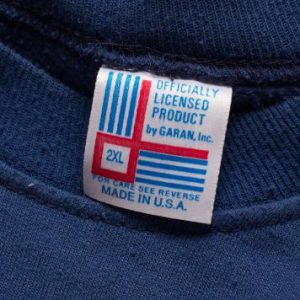 OFFICIALLY
LICENSED
PRODUCT
by GARAN, Inc.
2XL
FOR CARE SEE REVERSE
MADE IN U.S.A.